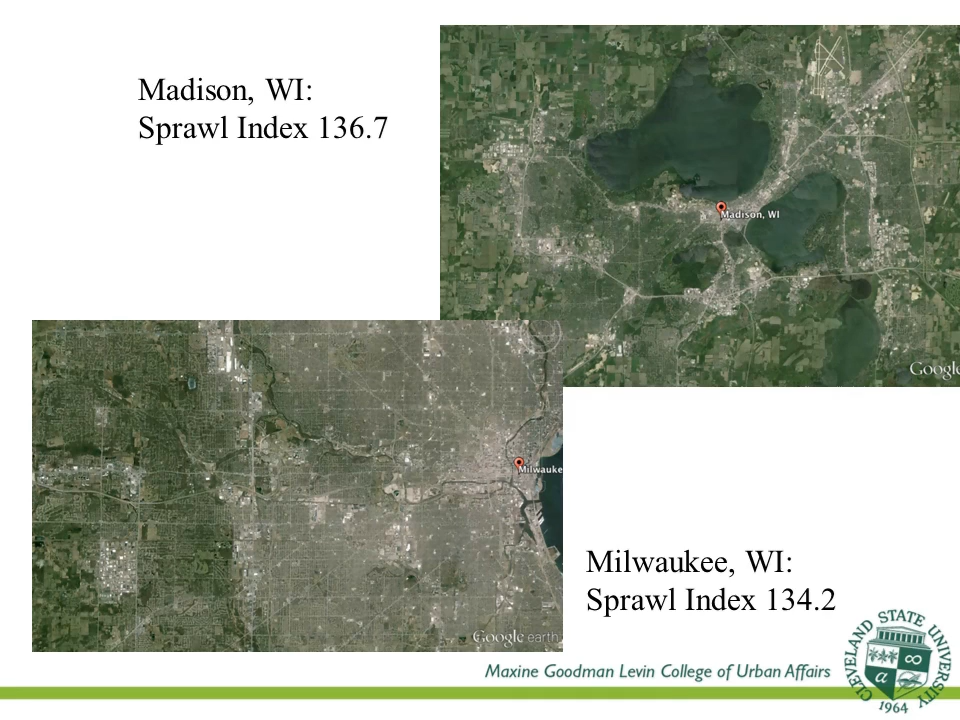 Madison, WI:
Sprawl Index 136.7
Madison, WI
Google
Milwauke
Google earth
Milwaukee, WI:
Sprawl Index 134.2
Maxine Goodman Levin College of Urban Affairs
CLEVELAND STATE UNIVERSITY
1964